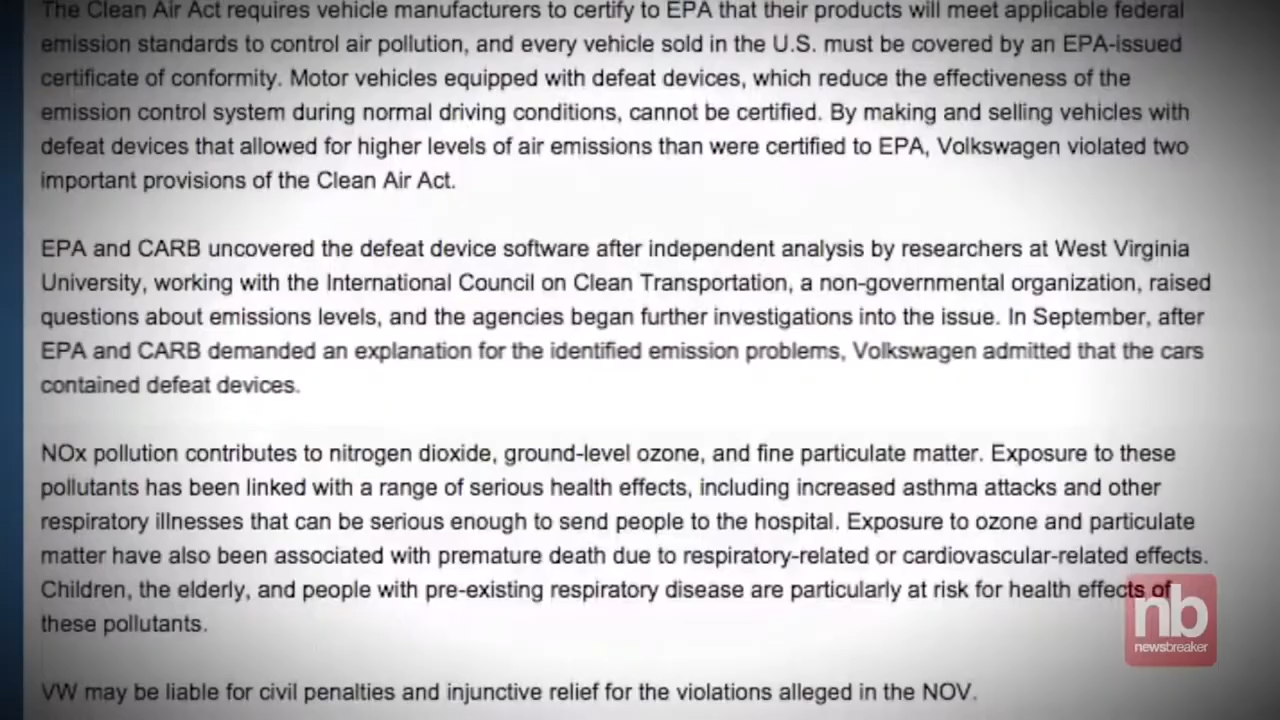 The Clean Air Act requires vehicle manufacturers to certify to EPA that their products will meet applicable federal
emission standards to control air pollution, and every vehicle sold in the U.S. must be covered by an EPA-issued
certificate of conformity. Motor vehicles equipped with defeat devices, which reduce the effectiveness of the
emission control system during normal driving conditions, cannot be certified. By making and selling vehicles with
defeat devices that allowed for higher levels of air emissions than were certified to EPA, Volkswagen violated two
important provisions of the Clean Air Act.
EPA and CARB uncovered the defeat device software after independent analysis by researchers at West Virginia
University, working with the International Council on Clean Transportation, a non-governmental organization, raised
questions about emissions levels, and the agencies began further investigations into the issue. In September, after
EPA and CARB demanded an explanation for the identified emission problems, Volkswagen admitted that the cars
contained defeat devices.
NOx pollution contributes to nitrogen dioxide, ground-level ozone, and fine particulate matter. Exposure to these
pollutants has been linked with a range of serious health effects, including increased asthma attacks and other
respiratory illnesses that can be serious enough to send people to the hospital. Exposure to ozone and particulate
matter have also been associated with premature death due to respiratory-related or cardiovascular-related effects.
Children, the elderly, and people with pre-existing respiratory disease are particularly at risk for health effects of
these pollutants.
nb
newsbreaker
VW may be liable for civil penalties and injunctive relief for the violations alleged in the NOV.